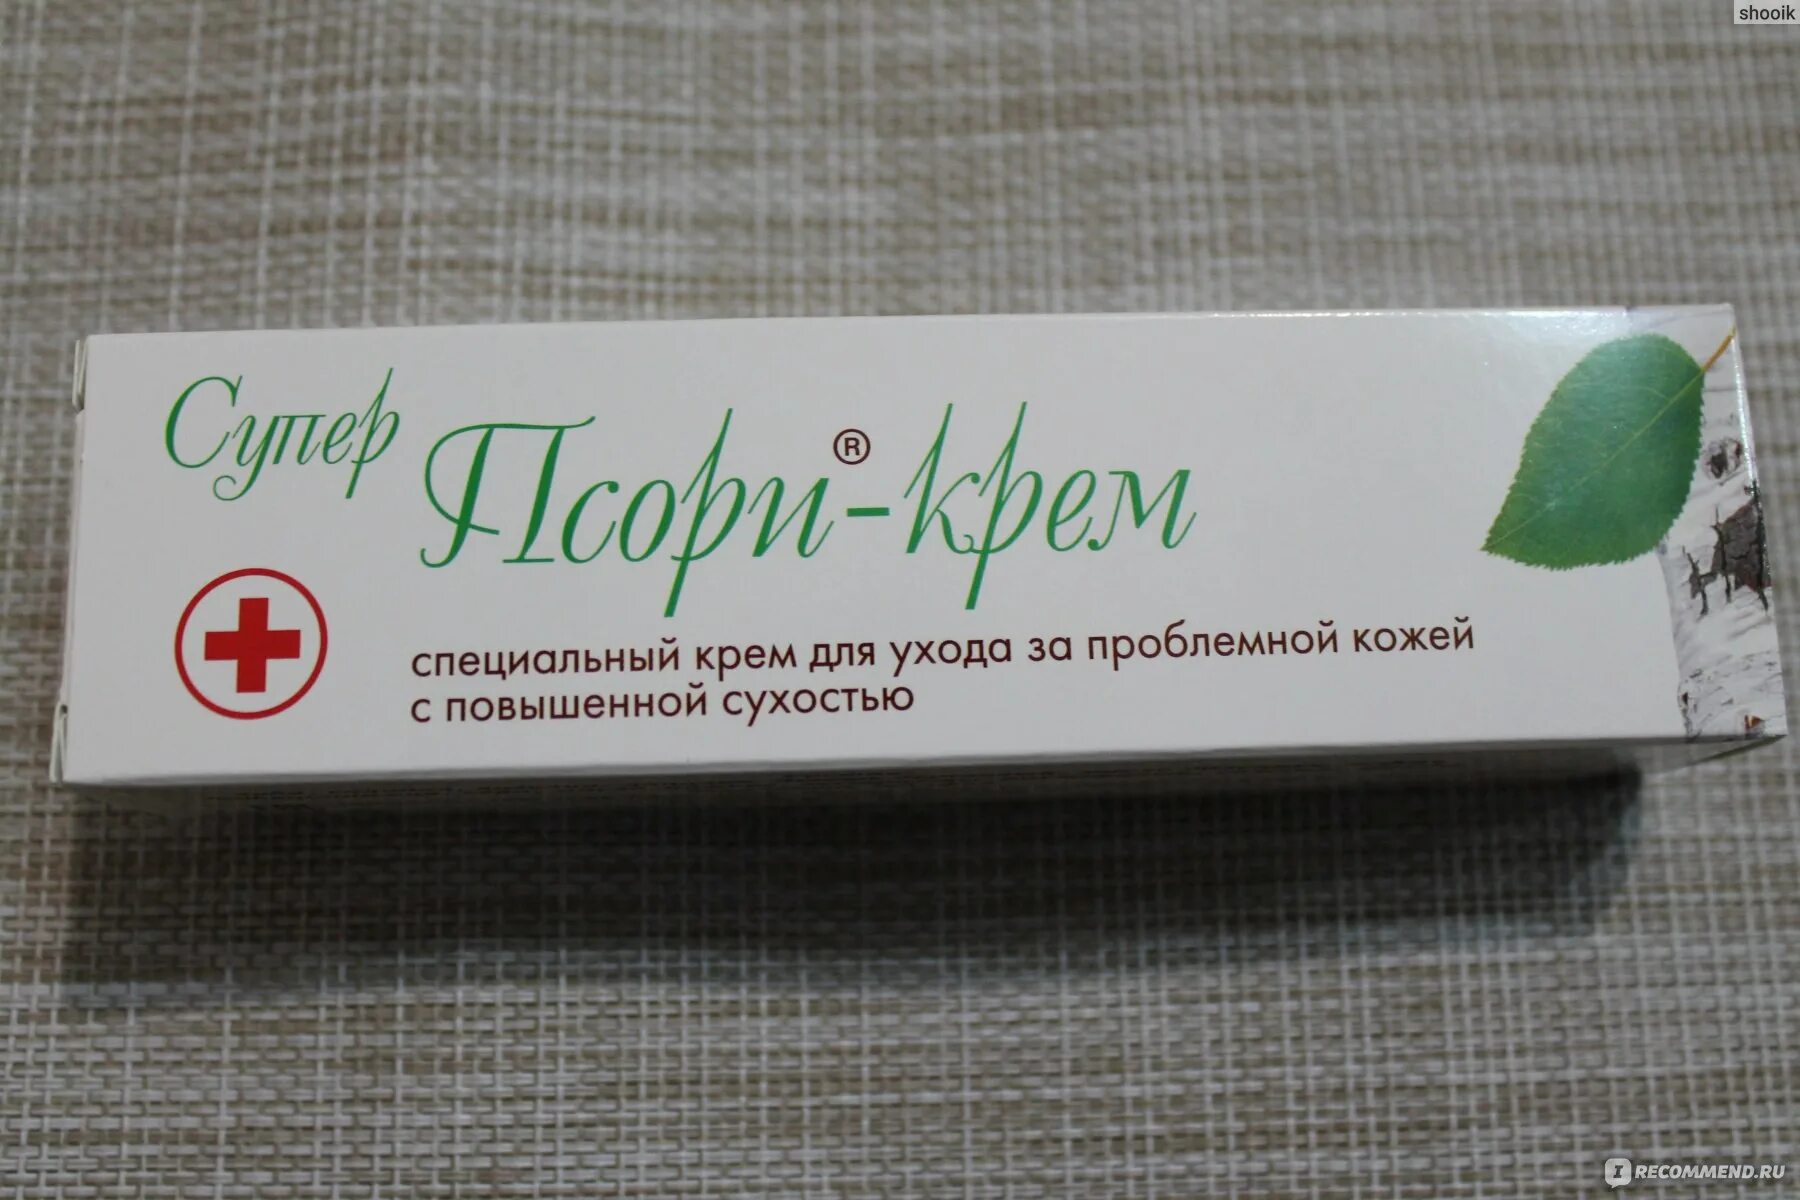 shooik
Супер
Псори®-крем
специальный крем для ухода за проблемной кожей
с повышенной сухостью
RECOMMEND.RU